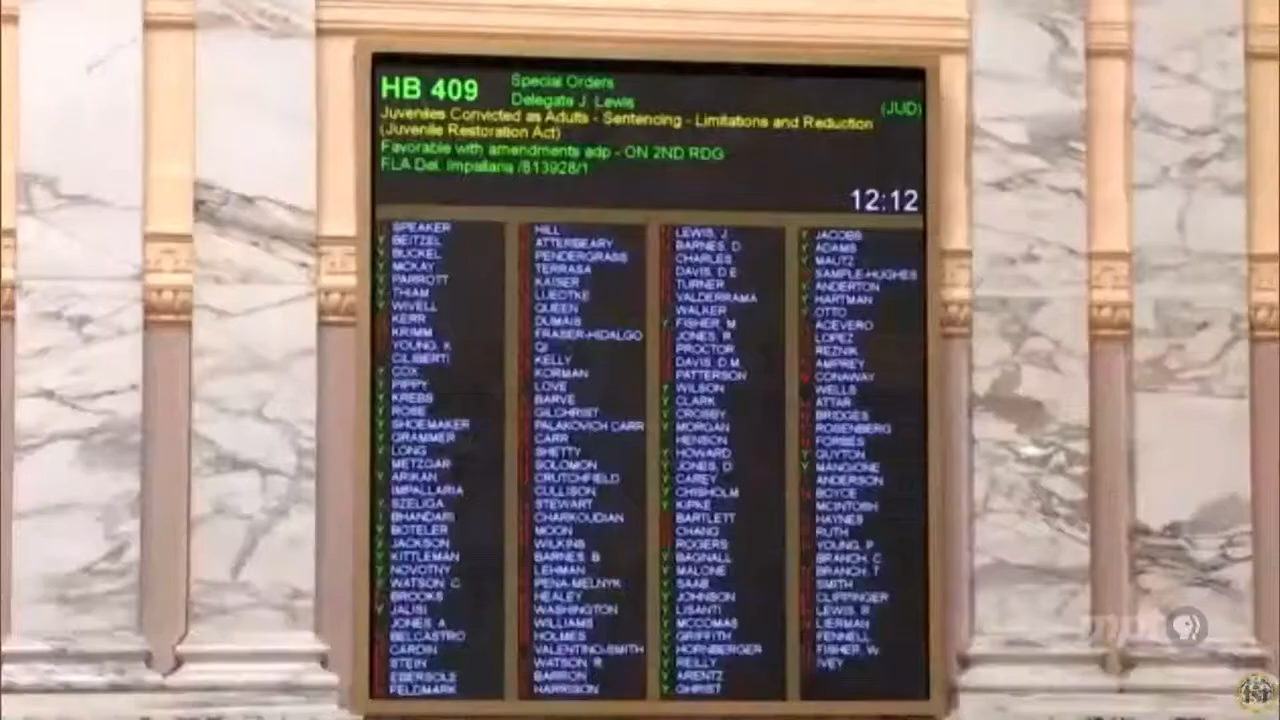 HB 409
Special Orders
Delegate J. Lewis
(JUD)
Juveniles Convicted as Adults - Sentencing - Limitations and Reduction
(Juvenile Restoration Act)
Favorable with amendments adp - ON 2ND RDG
FLA Del. Impallaria /813928/1
12:12
SPEAKER
Y BEITZEL
Y BUCKEL
Y MCKAY
Y PARROTT
Y THIAM
Y WIVELL
KERR
KRIMM
YOUNG, K
CILIBERTI
Y COX
Y PIPPY
Y KREBS
Y ROSE
Y SHOEMAKER
Y GRAMMER
Y LONG
METZGAR
Y ARIKAN
IMPALLARIA
Y SZELIGA
Y BHANDARI
Y BOTELER
Y JACKSON
Y KITTLEMAN
Y NOVOTNY
Y WATSON, C
BROOKS
Y JALISI
JONES, A
BELCASTRO
CARDIN
STEIN
EBERSOLE
FELDMARK
HILL
ATTERBEARY
PENDERGRASS
TERRASA
KAISER
LUEDTKE
QUEEN
DUMAIS
FRASER-HIDALGO
QI
KELLY
KORMAN
LOVE
BARVE
GILCHRIST
PALAKOVICH CARR
CARR
SHETTY
SOLOMON
CRUTCHFIELD
CULLISON
STEWART
CHARKOUDIAN
MOON
WILKINS
BARNES, B
LEHMAN
PENA-MELNYK
HEALEY
WASHINGTON
WILLIAMS
HOLMES
VALENTINO-SMITH
WATSON, R
BARRON
HARRISON
LEWIS, J
BARNES, D
CHARLES
DAVIS, D.E
TURNER
VALDERRAMA
WALKER
Y FISHER, M
JONES, R
PROCTOR
DAVIS, D.M.
PATTERSON
Y WILSON
Y CLARK
Y CROSBY
Y MORGAN
HENSON
Y HOWARD
Y JONES, D
Y CAREY
Y CHISHOLM
Y KIPKE
BARTLETT
CHANG
ROGERS
Y BAGNALL
Y MALONE
Y SAAB
Y JOHNSON
Y LISANTI
Y MCCOMAS
Y GRIFFITH
Y HORNBERGER
Y REILLY
Y ARENTZ
Y GHRIST
Y JACOBS
Y ADAMS
Y MAUTZ
SAMPLE-HUGHES
Y ANDERTON
Y HARTMAN
Y OTTO
ACEVERO
LOPEZ
REZNIK
AMPREY
N CONAWAY
WELLS
ATTAR
BRIDGES
ROSENBERG
FORBES
Y GUYTON
Y MANGIONE
ANDERSON
N BOYCE
MCINTOSH
HAYNES
RUTH
YOUNG, P
BRANCH, C
BRANCH, T
SMITH
CLIPPINGER
LEWIS, R
LIERMAN
FENNELL
FISHER, W
IVEY
mpt